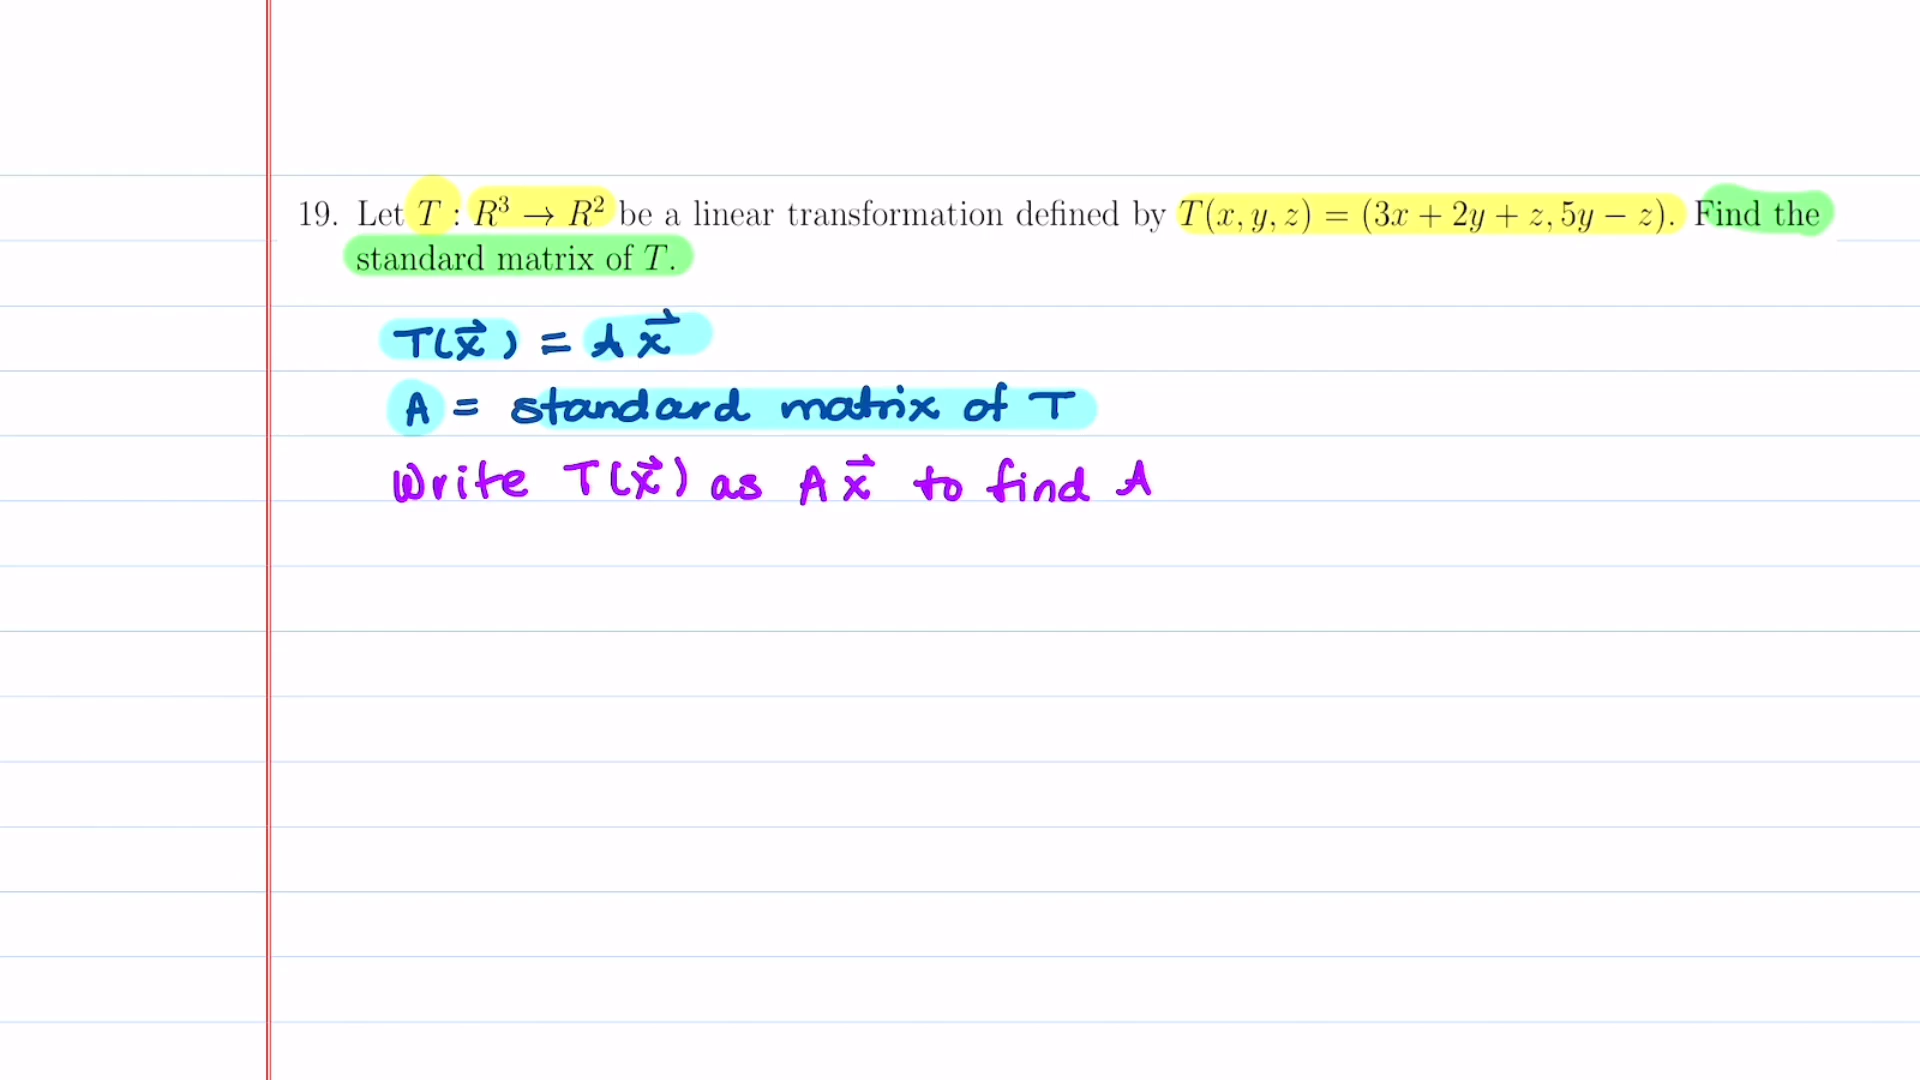 19. Let T : R³ → R² be a linear transformation defined by T(x, y, z) = (3x + 2y + z, 5y − z). Find the
standard matrix of T.
T(x⃗) = A x⃗
A = standard matrix of T
Write T(x⃗) as A x⃗ to find A